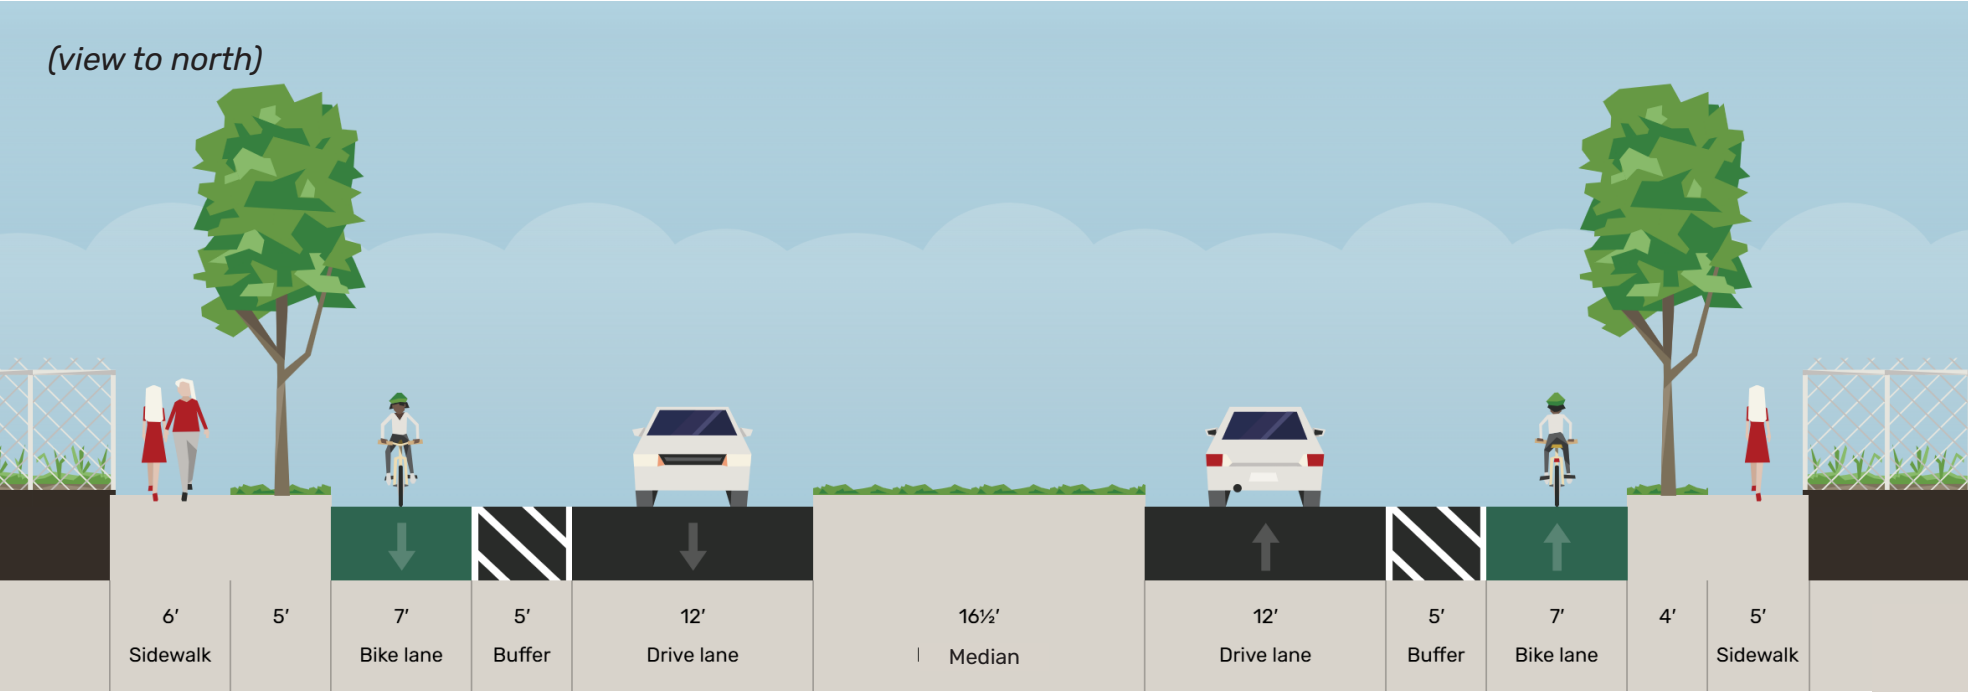 (view to north)
6′ 5′ 7′ 5′ 12′ 16½′ 12′ 5′ 7′ 4′ 5′
Sidewalk Bike lane Buffer Drive lane Median Drive lane Buffer Bike lane Sidewalk